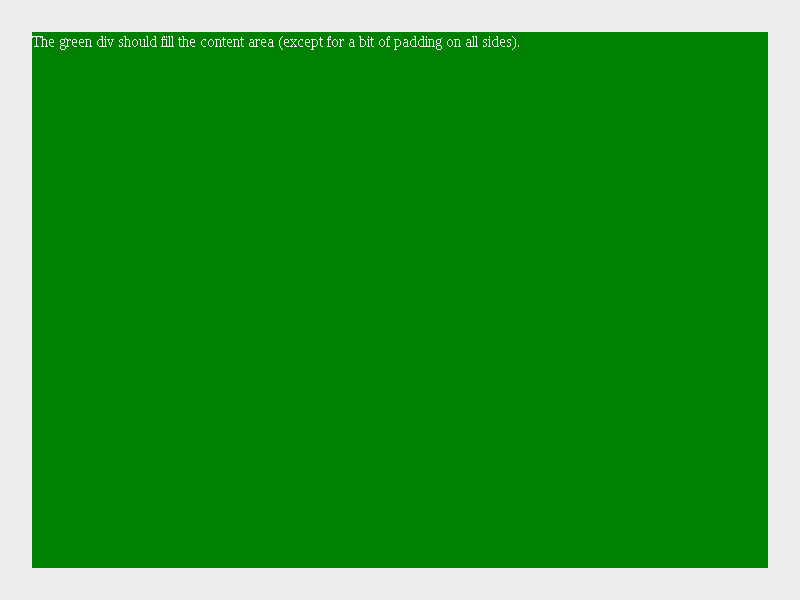 The green div should fill the content area (except for a bit of padding on all sides).